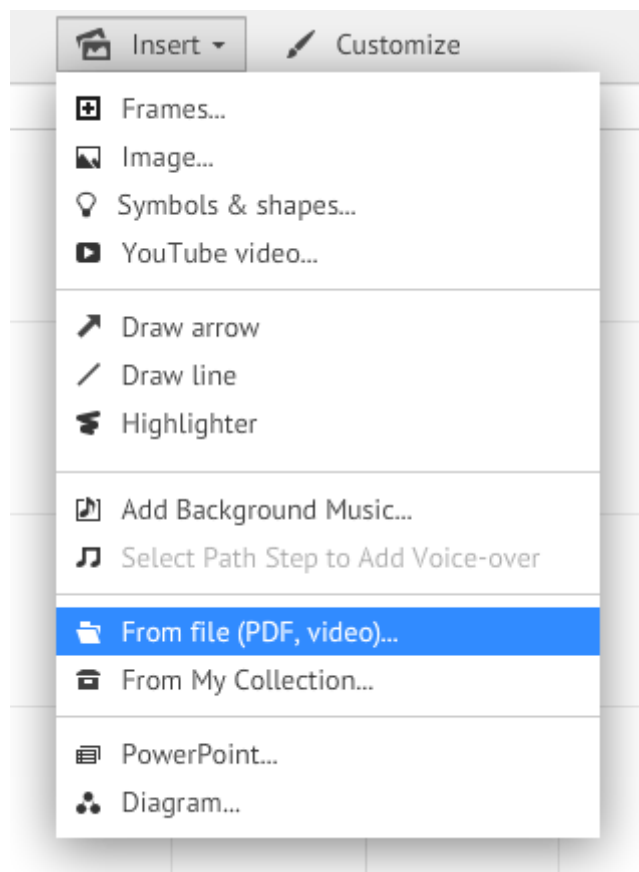 Insert Customize
Frames...
Image...
Symbols & shapes...
YouTube video...
Draw arrow
Draw line
Highlighter
Add Background Music...
Select Path Step to Add Voice-over
From file (PDF, video)...
From My Collection...
PowerPoint...
Diagram...